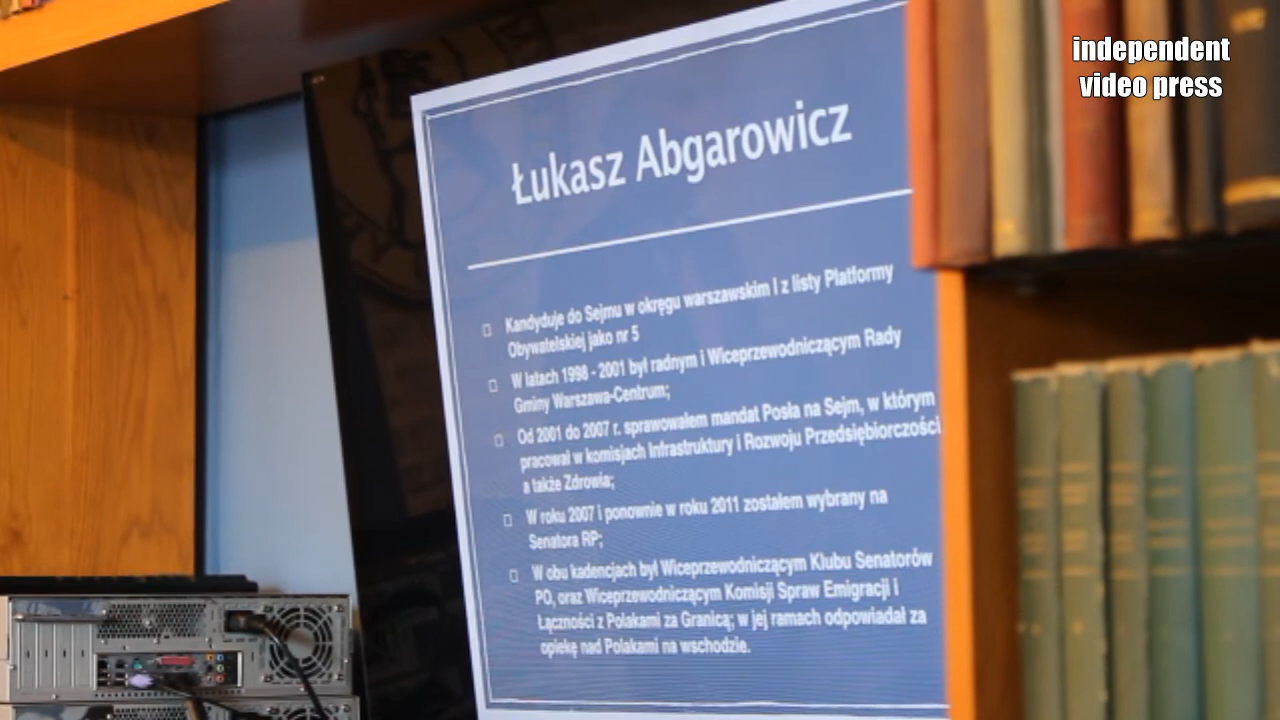 independent
video press
Łukasz Abgarowicz
Kandyduje do Sejmu w okręgu warszawskim I z listy Platformy
Obywatelskiej jako nr 5
W latach 1998 - 2001 był radnym i Wiceprzewodniczącym Rady
Gminy Warszawa-Centrum;
Od 2001 do 2007 r. sprawowałem mandat Posła na Sejm, w którym
pracował w komisjach Infrastruktury i Rozwoju Przedsiębiorczości
a także Zdrowia;
W roku 2007 i ponownie w roku 2011 zostałem wybrany na
Senatora RP;
W obu kadencjach był Wiceprzewodniczącym Klubu Senatorów
PO, oraz Wiceprzewodniczącym Komisji Spraw Emigracji i
Łączności z Polakami za Granicą; w jej ramach odpowiadał za
opiekę nad Polakami na wschodzie.